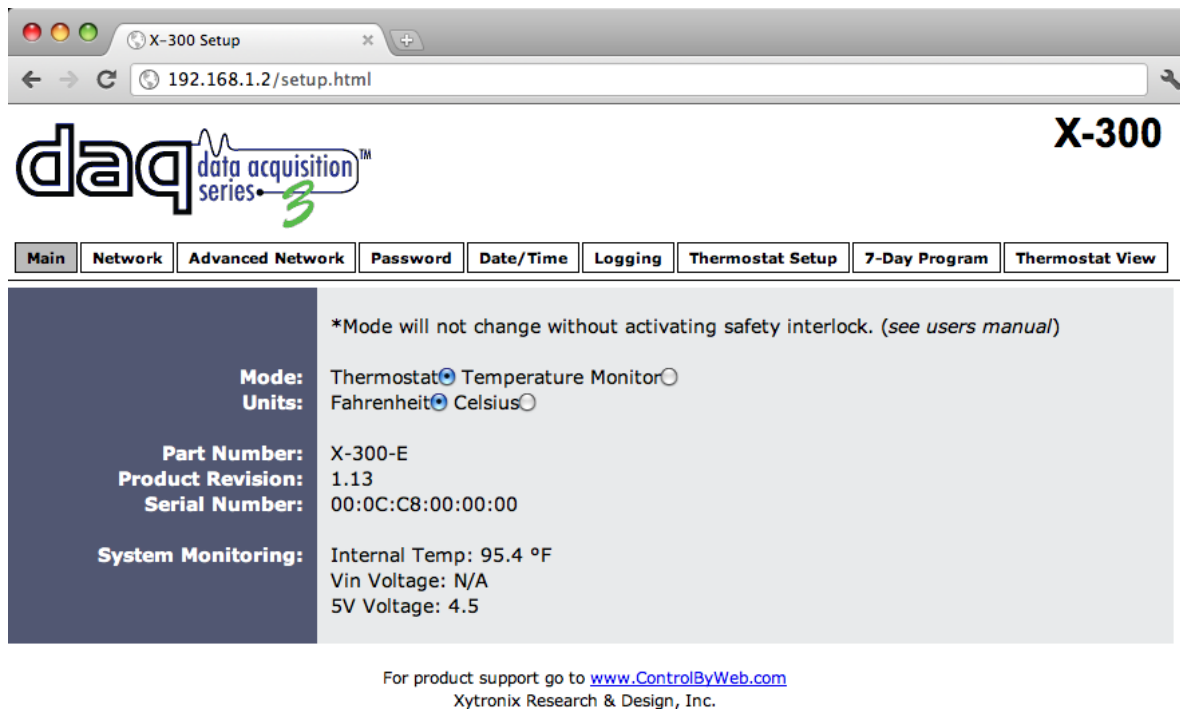 X-300 Setup
192.168.1.2/setup.html
daq data acquisition™
series 3
X-300
Main Network Advanced Network Password Date/Time Logging Thermostat Setup 7-Day Program Thermostat View
*Mode will not change without activating safety interlock. (see users manual)
Mode: Thermostat Temperature Monitor
Units: Fahrenheit Celsius
Part Number: X-300-E
Product Revision: 1.13
Serial Number: 00:0C:C8:00:00:00
System Monitoring: Internal Temp: 95.4 °F
Vin Voltage: N/A
5V Voltage: 4.5
For product support go to www.ControlByWeb.com
Xytronix Research & Design, Inc.